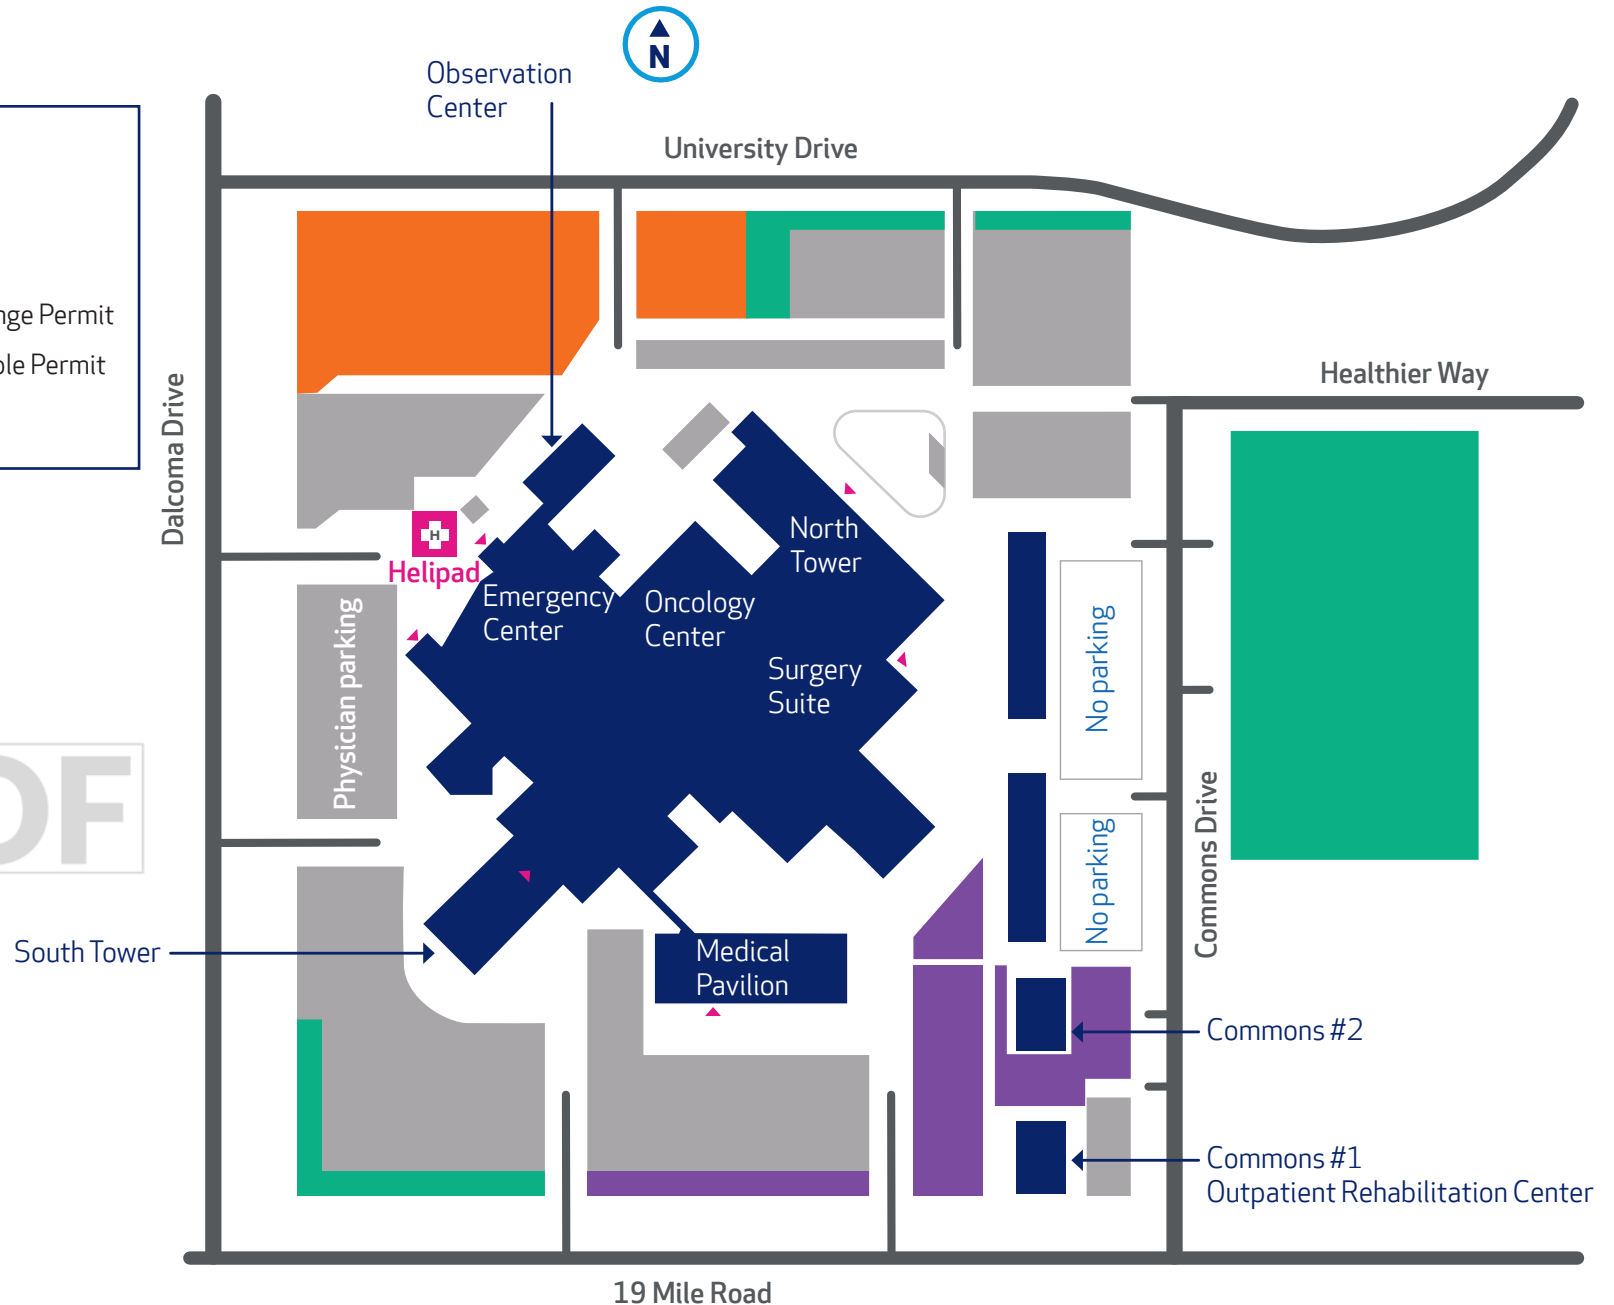 N
Observation
Center
University Drive
nge Permit
ple Permit
Healthier Way
Dalcoma Drive
H
Helipad
North
Tower
Emergency
Center
Oncology
Center
Surgery
Suite
Physician parking
No parking
No parking
Commons Drive
OF
South Tower
Medical
Pavilion
Commons #2
Commons #1
Outpatient Rehabilitation Center
19 Mile Road